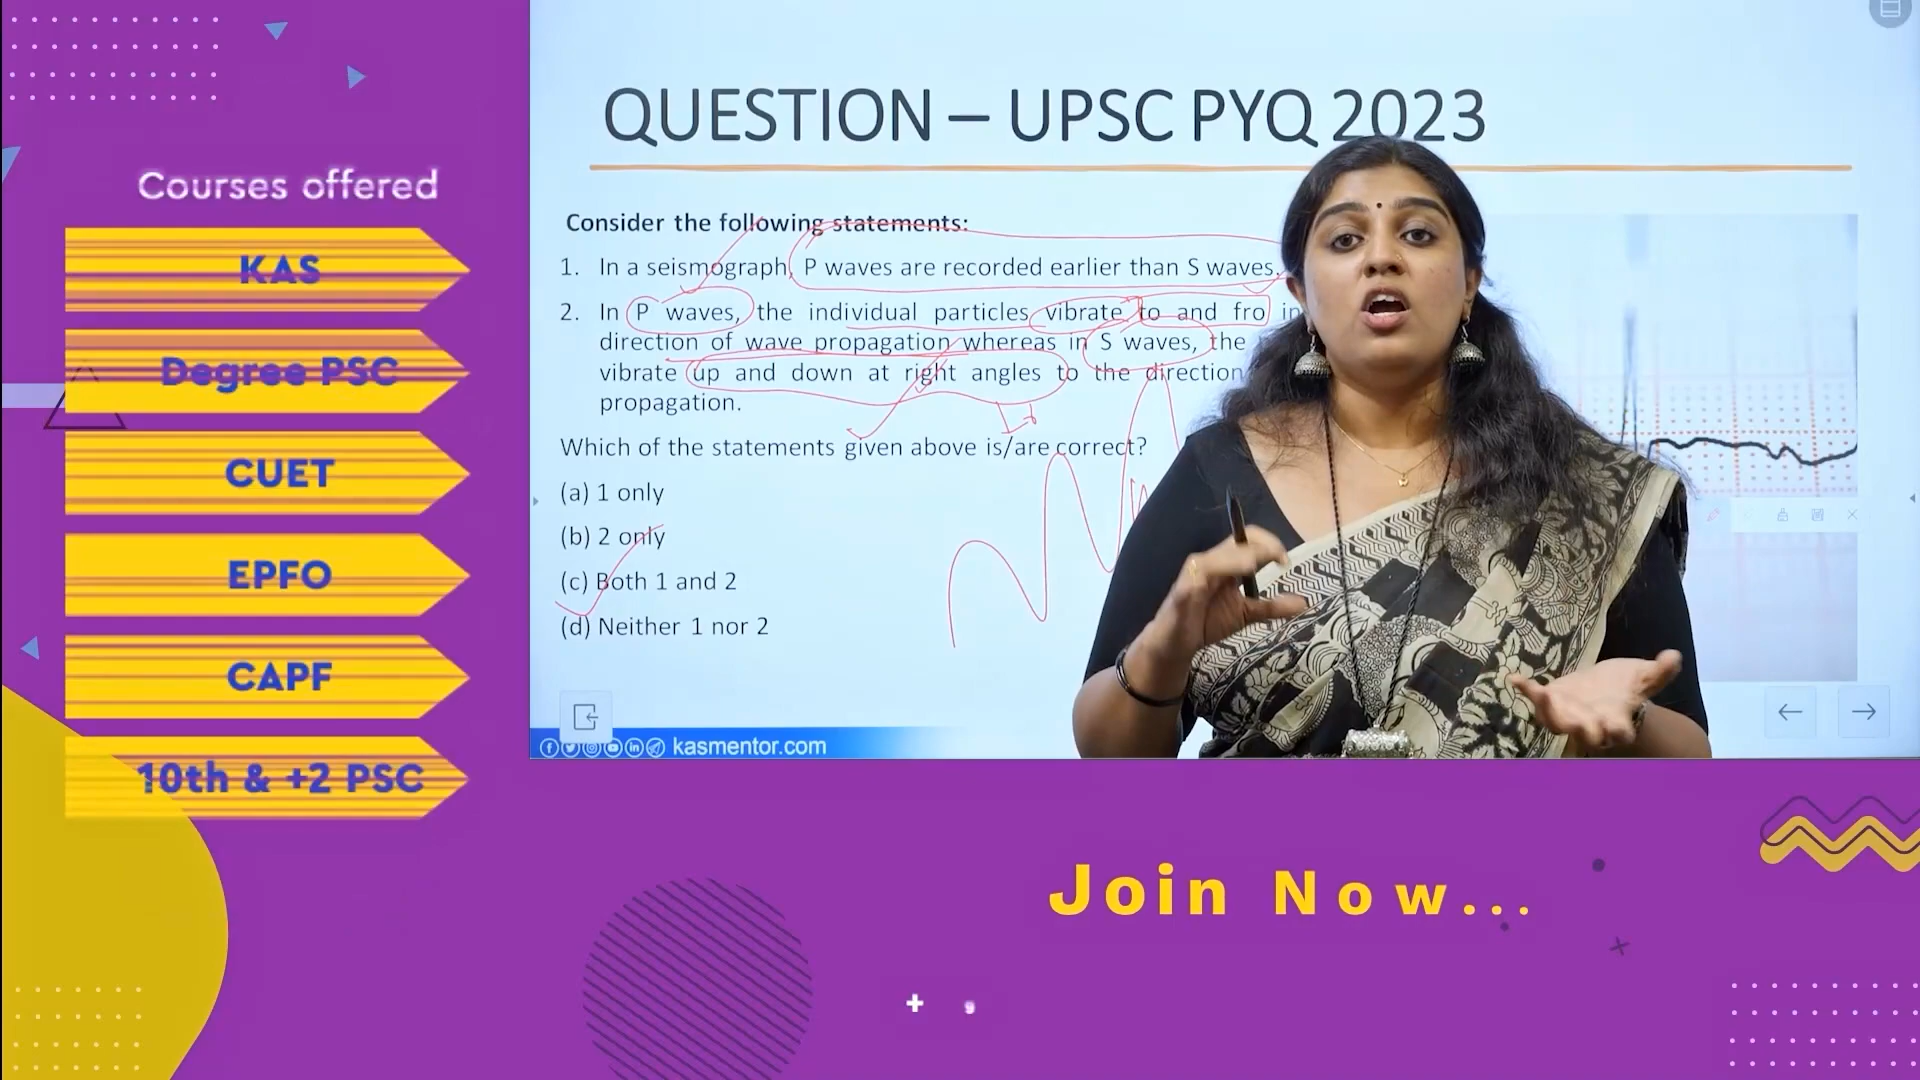 Courses offered
KAS
Degree PSC
CUET
EPFO
CAPF
10th & +2 PSC
QUESTION – UPSC PYQ 2023
Consider the following statements:
1. In a seismograph, P waves are recorded earlier than S waves.
2. In P waves, the individual particles vibrate to and fro in
direction of wave propagation whereas in S waves, the
vibrate up and down at right angles to the direction
propagation.
Which of the statements given above is/are correct?
(a) 1 only
(b) 2 only
(c) Both 1 and 2
(d) Neither 1 nor 2
kasmentor.com
Join Now...